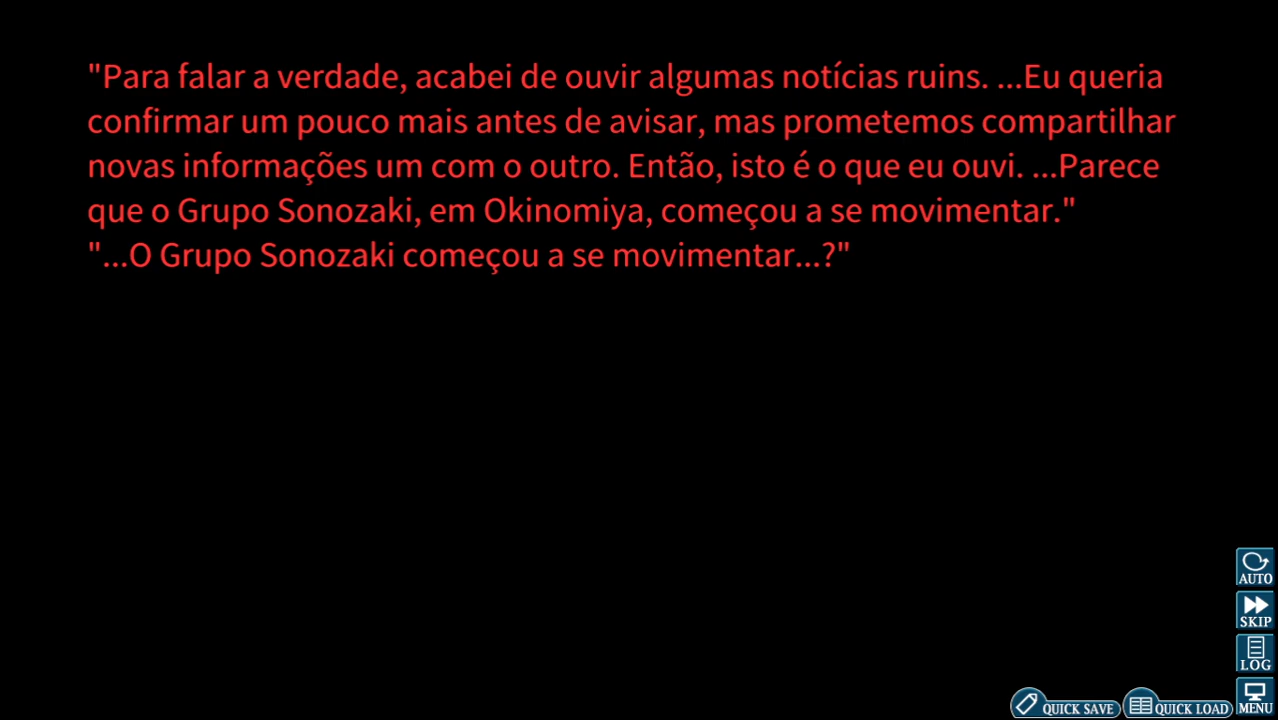 "Para falar a verdade, acabei de ouvir algumas notícias ruins. ...Eu queria
confirmar um pouco mais antes de avisar, mas prometemos compartilhar
novas informações um com o outro. Então, isto é o que eu ouvi. ...Parece
que o Grupo Sonozaki, em Okinomiya, começou a se movimentar."
"...O Grupo Sonozaki começou a se movimentar...?"
AUTO
SKIP
LOG
QUICK SAVE
QUICK LOAD
MENU